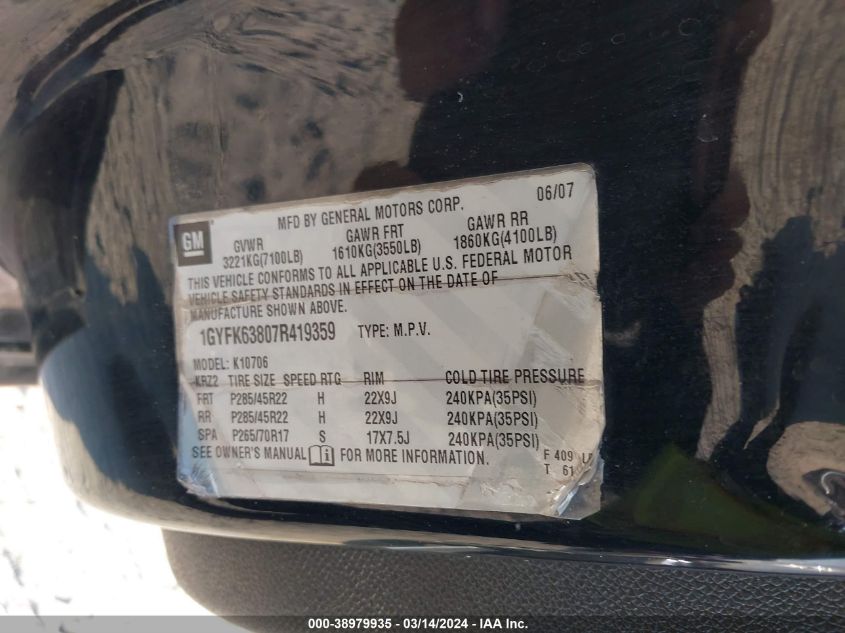 06/07
MFD BY GENERAL MOTORS CORP.
GM
GVWR GAWR FRT GAWR RR
3221KG(7100LB) 1610KG(3550LB) 1860KG(4100LB)
THIS VEHICLE CONFORMS TO ALL APPLICABLE U.S. FEDERAL MOTOR
VEHICLE SAFETY STANDARDS IN EFFECT ON THE DATE OF
MANUFACTURE SHOWN ABOVE.
1GYFK63807R419359 TYPE: M.P.V.
MODEL: K10706
KRZ2 TIRE SIZE SPEED RTG RIM COLD TIRE PRESSURE
FRT P285/45R22 H 22X9J 240KPA(35PSI)
RR P285/45R22 H 22X9J 240KPA(35PSI)
SPA P265/70R17 S 17X7.5J 240KPA(35PSI)
SEE OWNER'S MANUAL FOR MORE INFORMATION.
F 409
T 61
000-38979935 - 03/14/2024 - IAA Inc.